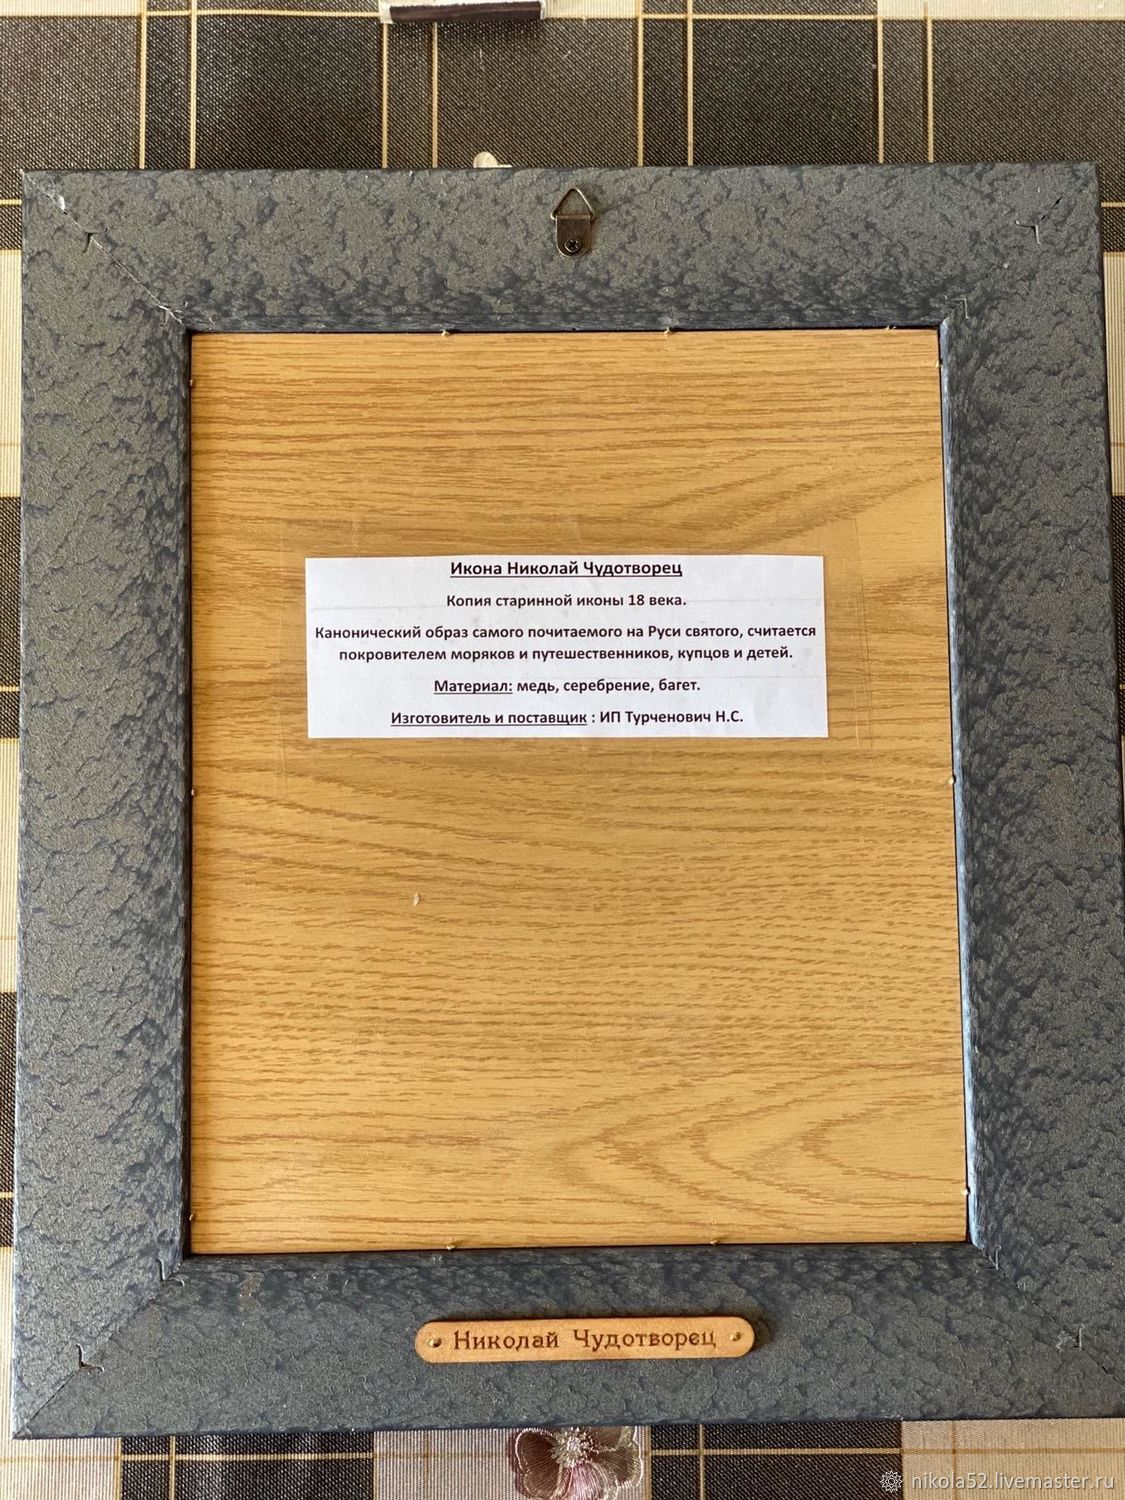 Икона Николай Чудотворец
Копия старинной иконы 18 века.
Канонический образ самого почитаемого на Руси святого, считается
покровителем моряков и путешественников, купцов и детей.
Материал: медь, серебрение, багет.
Изготовитель и поставщик : ИП Турченович Н.С.
Николай Чудотворец
nikola52.livemaster.ru